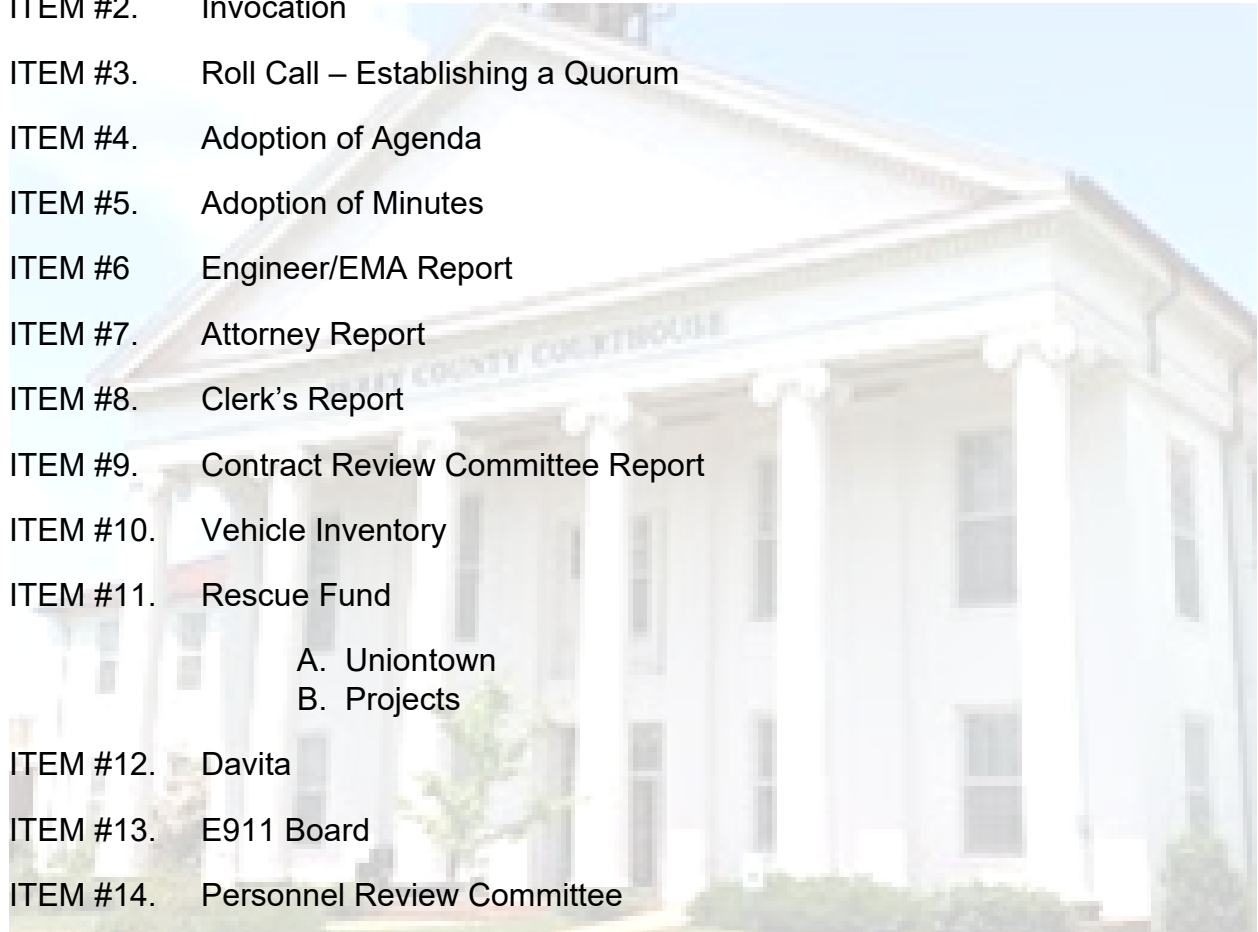 ITEM #2. Invocation
ITEM #3. Roll Call – Establishing a Quorum
ITEM #4. Adoption of Agenda
ITEM #5. Adoption of Minutes
ITEM #6 Engineer/EMA Report
ITEM #7. Attorney Report
COUNTY COURTHOUSE
ITEM #8. Clerk's Report
ITEM #9. Contract Review Committee Report
ITEM #10. Vehicle Inventory
ITEM #11. Rescue Fund
A. Uniontown
B. Projects
ITEM #12. Davita
ITEM #13. E911 Board
ITEM #14. Personnel Review Committee